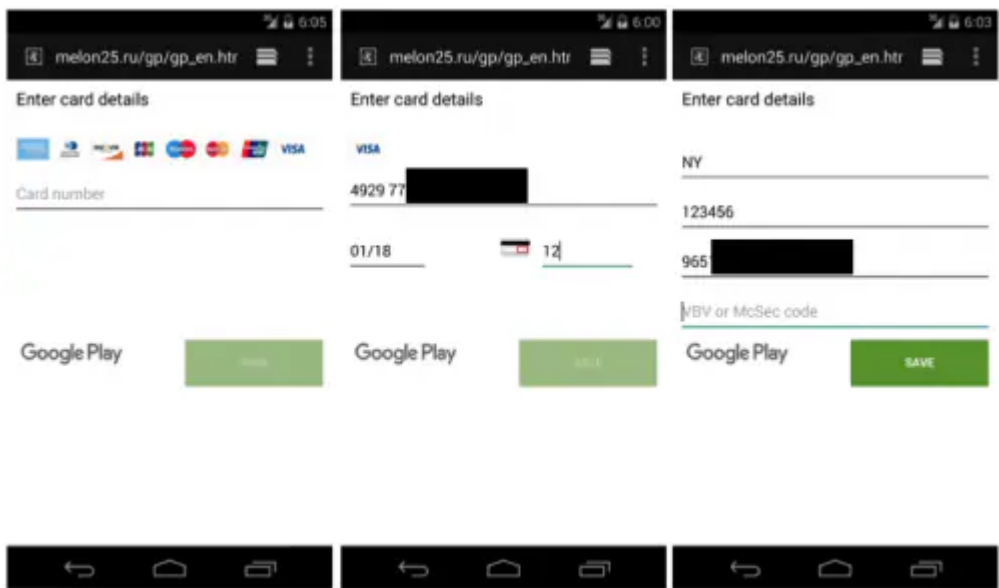 6:05
melon25.ru/gp/gp_en.htr
Enter card details
VISA
Card number
Google Play
6:00
melon25.ru/gp/gp_en.htr
Enter card details
VISA
4929 77
01/18
12
Google Play
6:03
melon25.ru/gp/gp_en.htr
Enter card details
NY
123456
965
VBV or McSec code
Google Play
SAVE